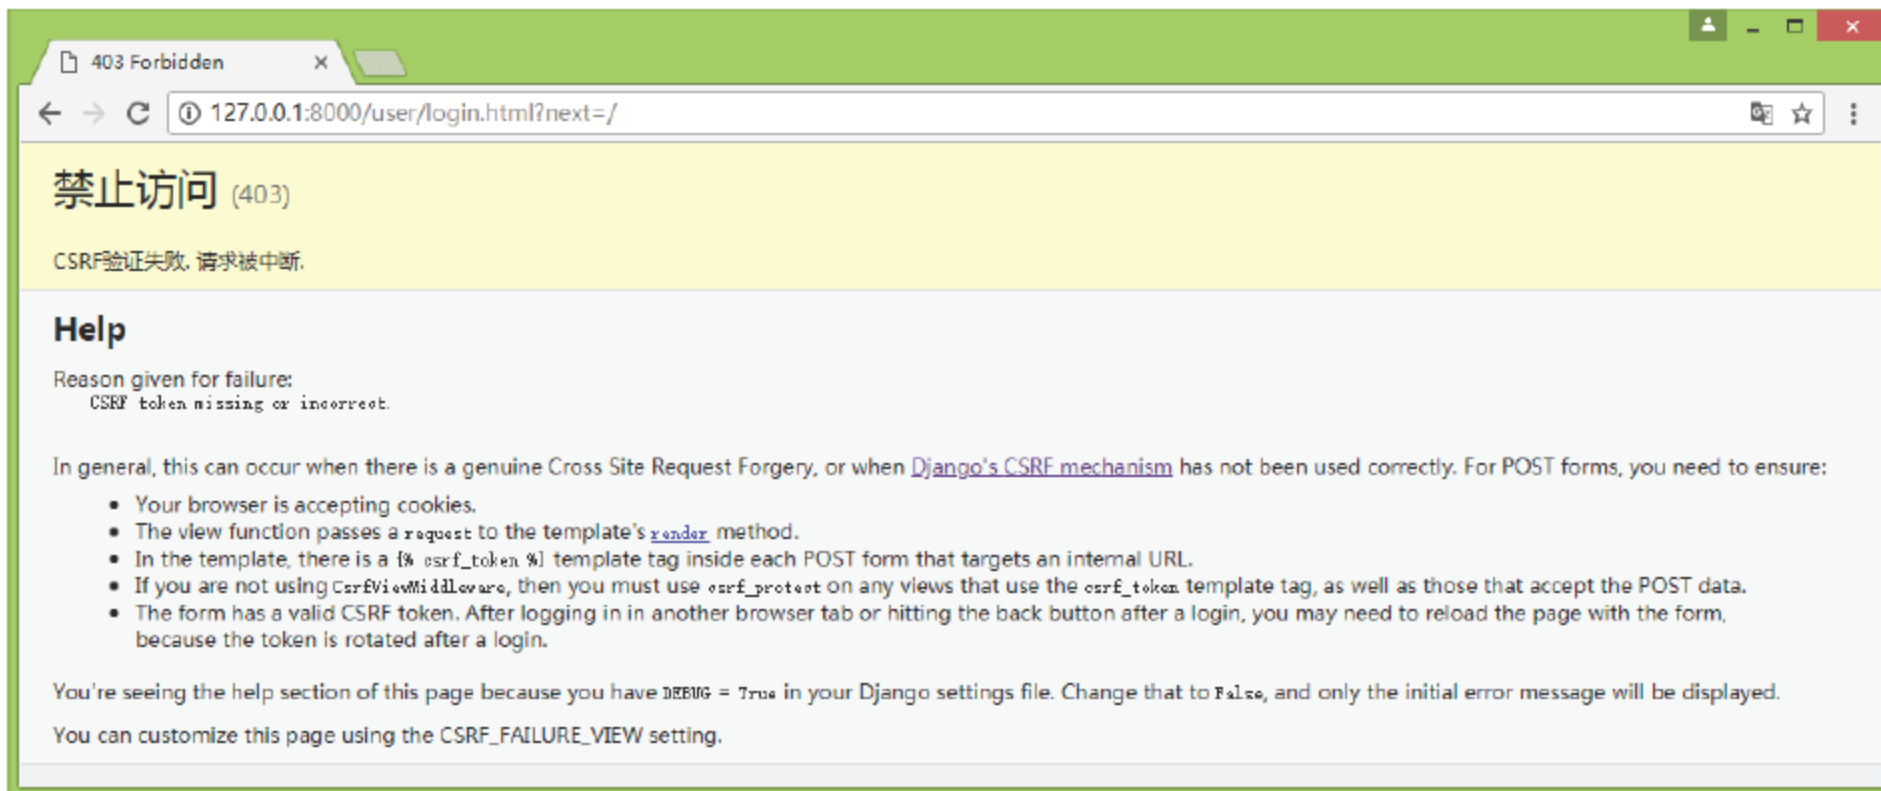 403 Forbidden
127.0.0.1:8000/user/login.html?next=/
禁止访问 (403)
CSRF验证失败. 请求被中断.
Help
Reason given for failure:
CSRF token missing or incorrect.
In general, this can occur when there is a genuine Cross Site Request Forgery, or when Django's CSRF mechanism has not been used correctly. For POST forms, you need to ensure:
• Your browser is accepting cookies.
• The view function passes a request to the template's render method.
• In the template, there is a {% csrf_token %} template tag inside each POST form that targets an internal URL.
• If you are not using CsrfViewMiddleware, then you must use csrf_protect on any views that use the csrf_token template tag, as well as those that accept the POST data.
• The form has a valid CSRF token. After logging in in another browser tab or hitting the back button after a login, you may need to reload the page with the form,
because the token is rotated after a login.
You're seeing the help section of this page because you have DEBUG = True in your Django settings file. Change that to False, and only the initial error message will be displayed.
You can customize this page using the CSRF_FAILURE_VIEW setting.